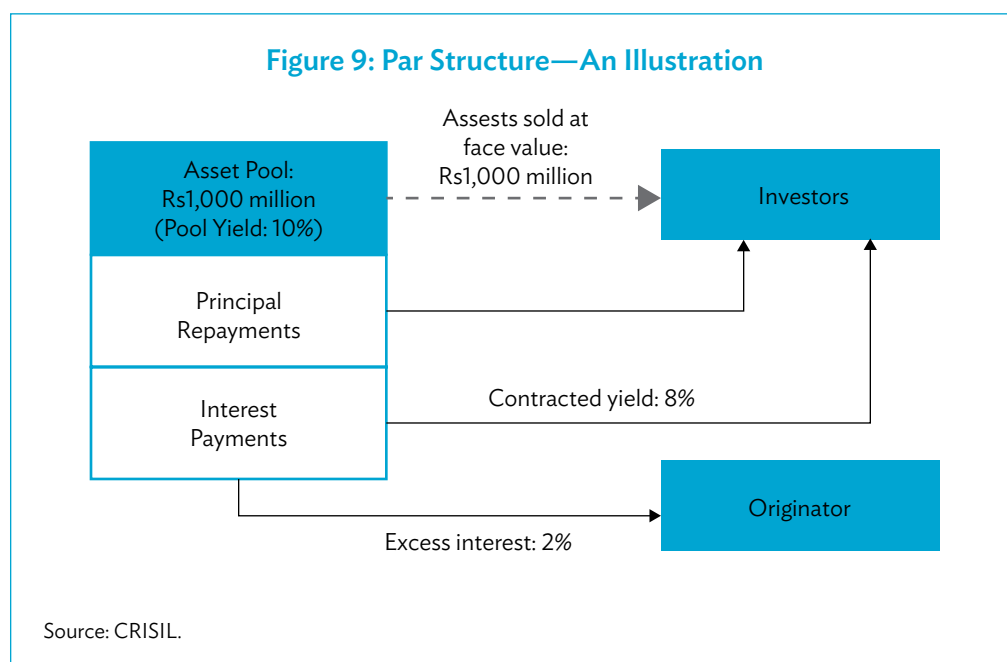 Figure 9: Par Structure—An Illustration
Assests sold at
face value:
Rs1,000 million
Asset Pool:
Rs1,000 million
(Pool Yield: 10%)
Investors
Principal
Repayments
Contracted yield: 8%
Interest
Payments
Originator
Excess interest: 2%
Source: CRISIL.